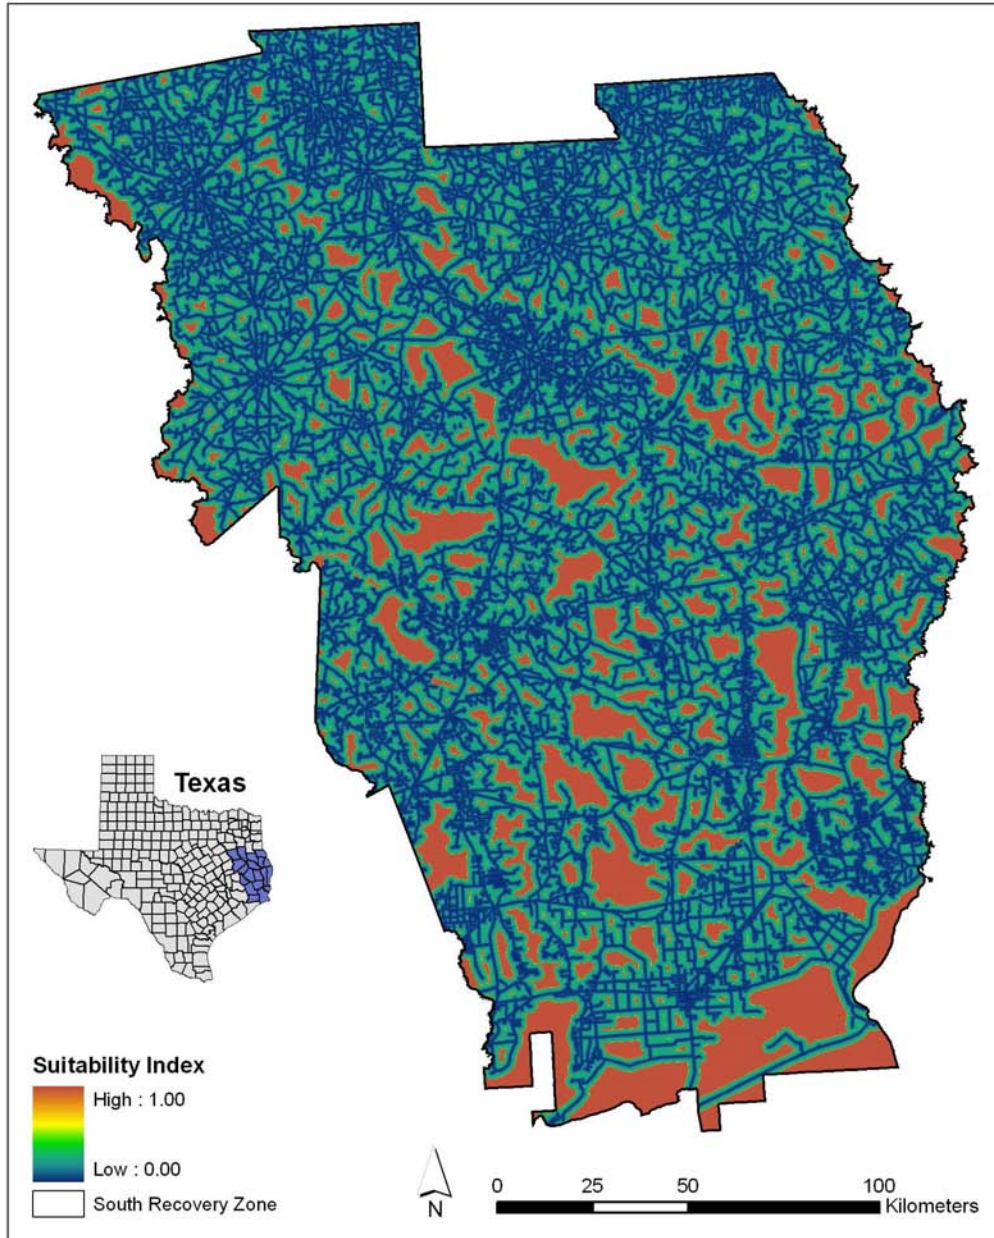 Texas
Suitability Index
High : 1.00
Low : 0.00
South Recovery Zone
N
0 25 50 100
Kilometers